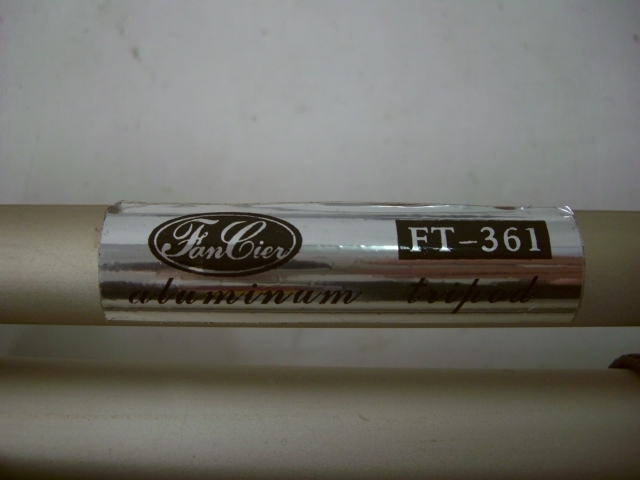 FanCier FT-361
aluminum tripod